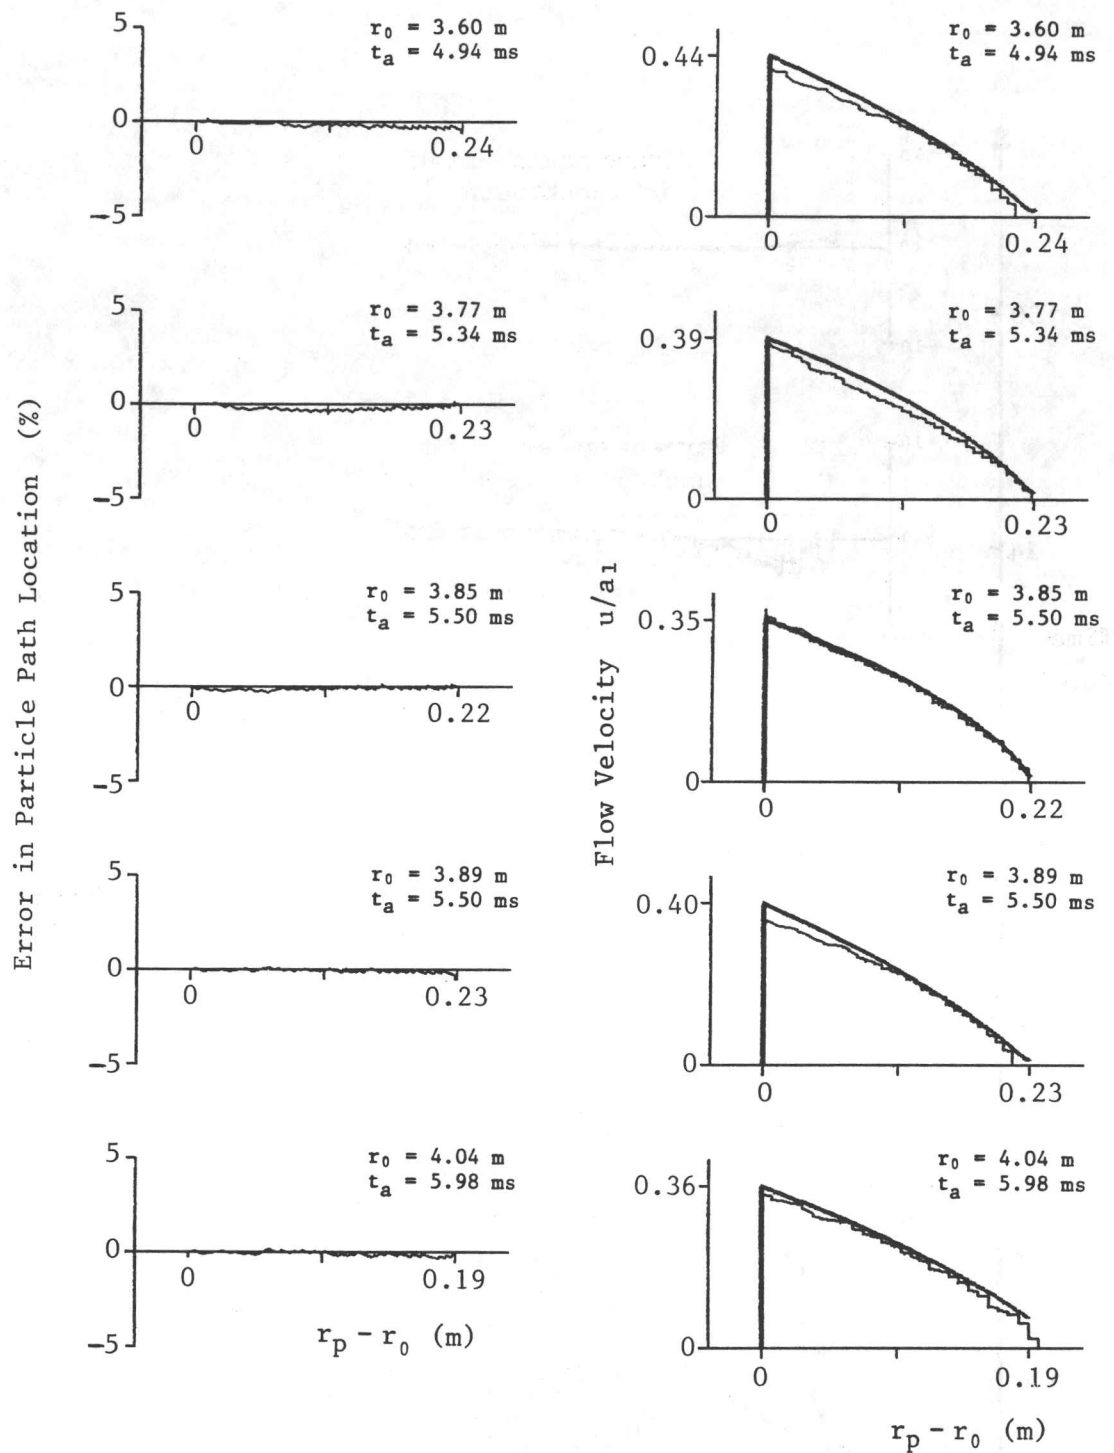 Error in Particle Path Location (%)
5
0
−5
0
0.24
r₀ = 3.60 m
tₐ = 4.94 ms
5
0
−5
0
0.23
r₀ = 3.77 m
tₐ = 5.34 ms
5
0
−5
0
0.22
r₀ = 3.85 m
tₐ = 5.50 ms
5
0
−5
0
0.23
r₀ = 3.89 m
tₐ = 5.50 ms
5
0
−5
0
0.19
r₀ = 4.04 m
tₐ = 5.98 ms
rₚ − r₀ (m)
Flow Velocity u/a₁
0.44
0
0
0.24
r₀ = 3.60 m
tₐ = 4.94 ms
0.39
0
0
0.23
r₀ = 3.77 m
tₐ = 5.34 ms
0.35
0
0
0.22
r₀ = 3.85 m
tₐ = 5.50 ms
0.40
0
0
0.23
r₀ = 3.89 m
tₐ = 5.50 ms
0.36
0
0
0.19
r₀ = 4.04 m
tₐ = 5.98 ms
rₚ − r₀ (m)